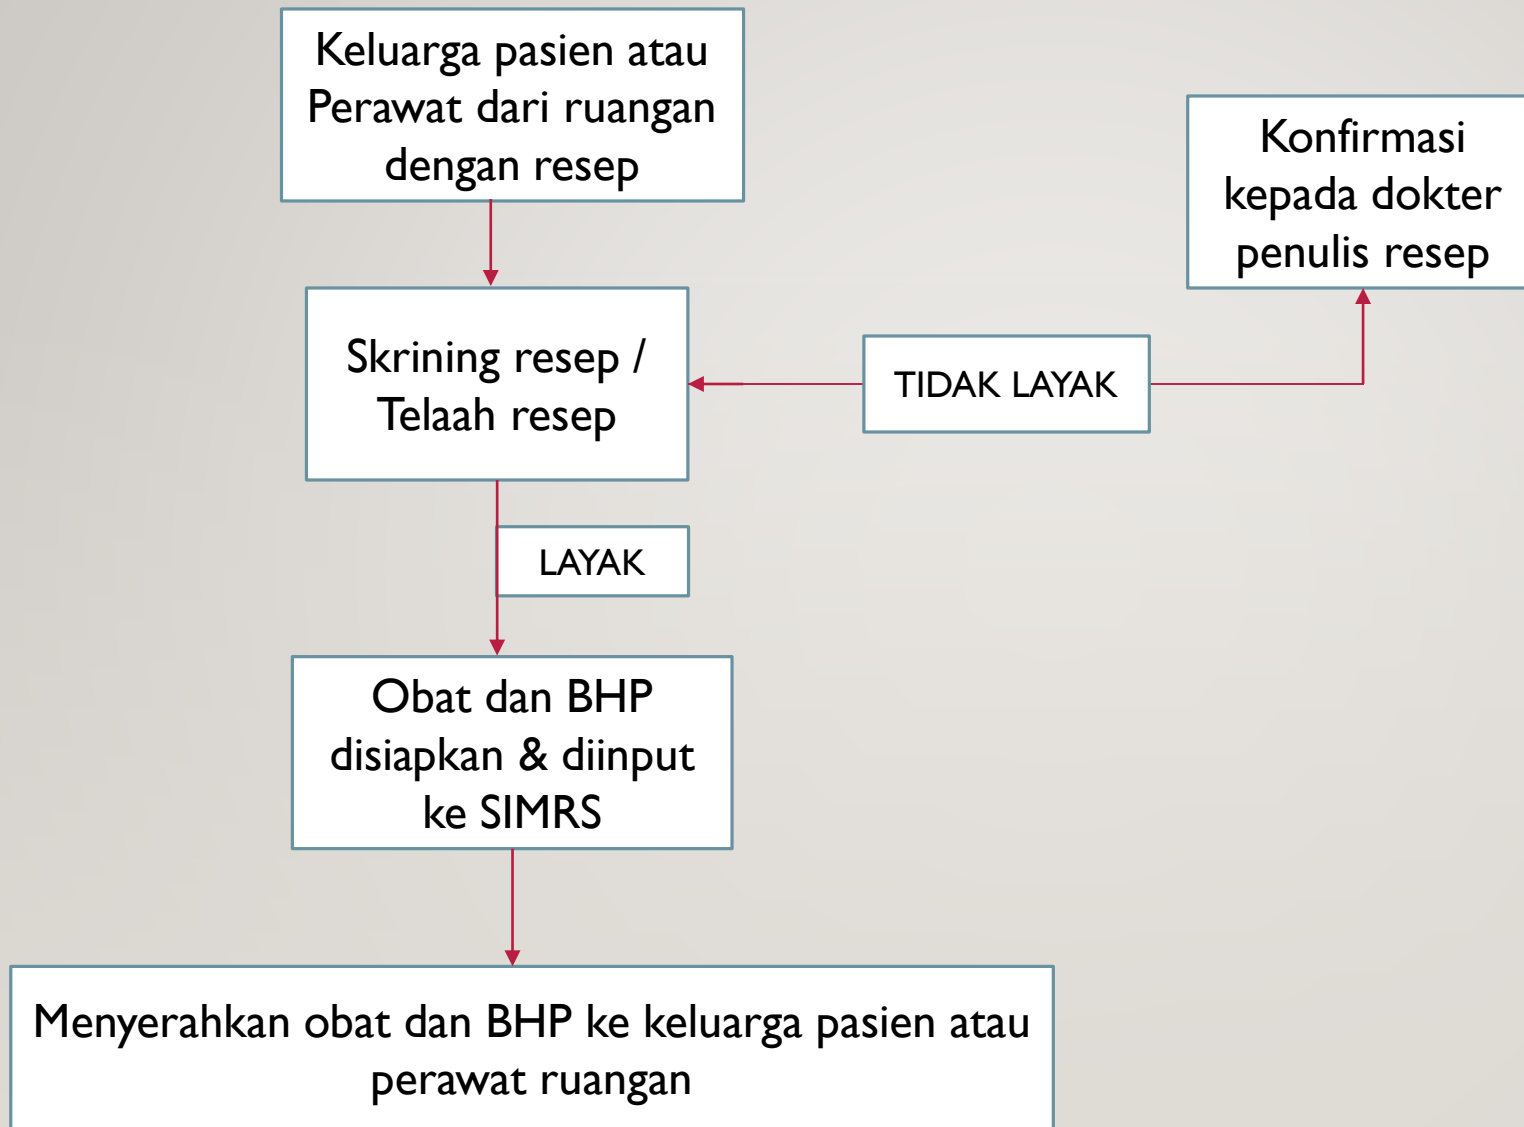 Keluarga pasien atau
Perawat dari ruangan
dengan resep
Konfirmasi
kepada dokter
penulis resep
Skrining resep /
Telaah resep
TIDAK LAYAK
LAYAK
Obat dan BHP
disiapkan & diinput
ke SIMRS
Menyerahkan obat dan BHP ke keluarga pasien atau
perawat ruangan